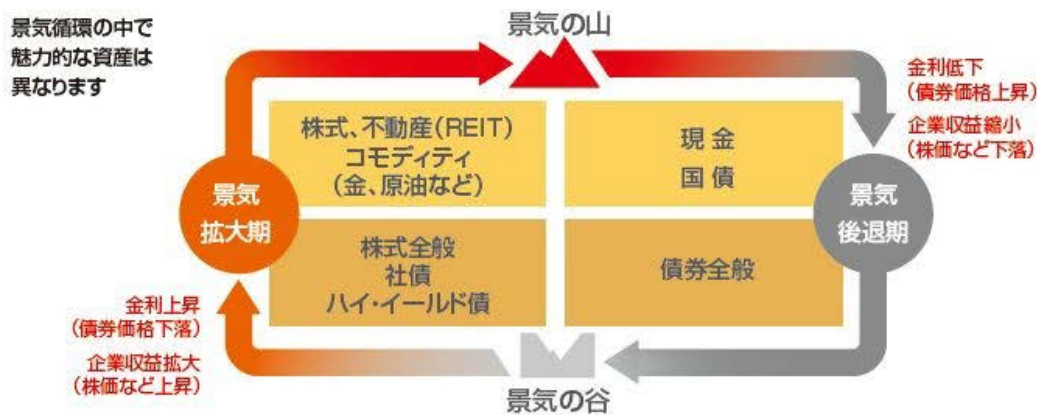 景気循環の中で
魅力的な資産は
異なります
景気の山
金利低下
(債券価格上昇)
企業収益縮小
(株価など下落)
株式、不動産(REIT)
コモディティ
(金、原油など)
現金
国債
景気
拡大期
景気
後退期
株式全般
社債
ハイ・イールド債
債券全般
金利上昇
(債券価格下落)
企業収益拡大
(株価など上昇)
景気の谷